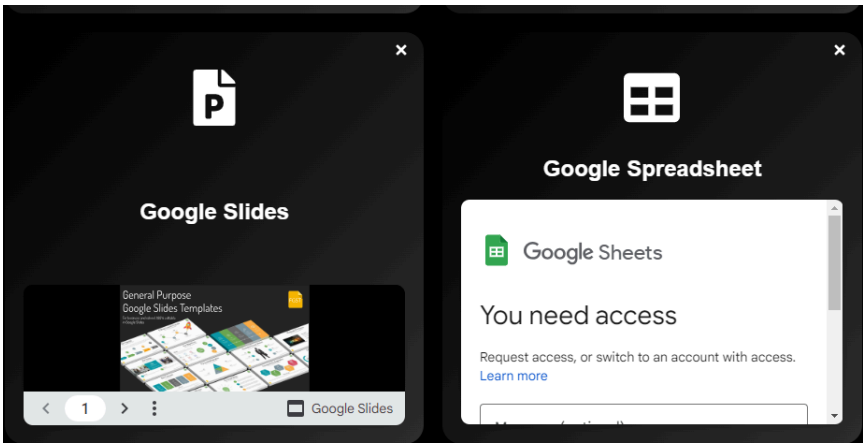 ×
P
Google Slides
General Purpose
Google Slides Templates
1
Google Slides
×
Google Spreadsheet
Google Sheets
You need access
Request access, or switch to an account with access.
Learn more